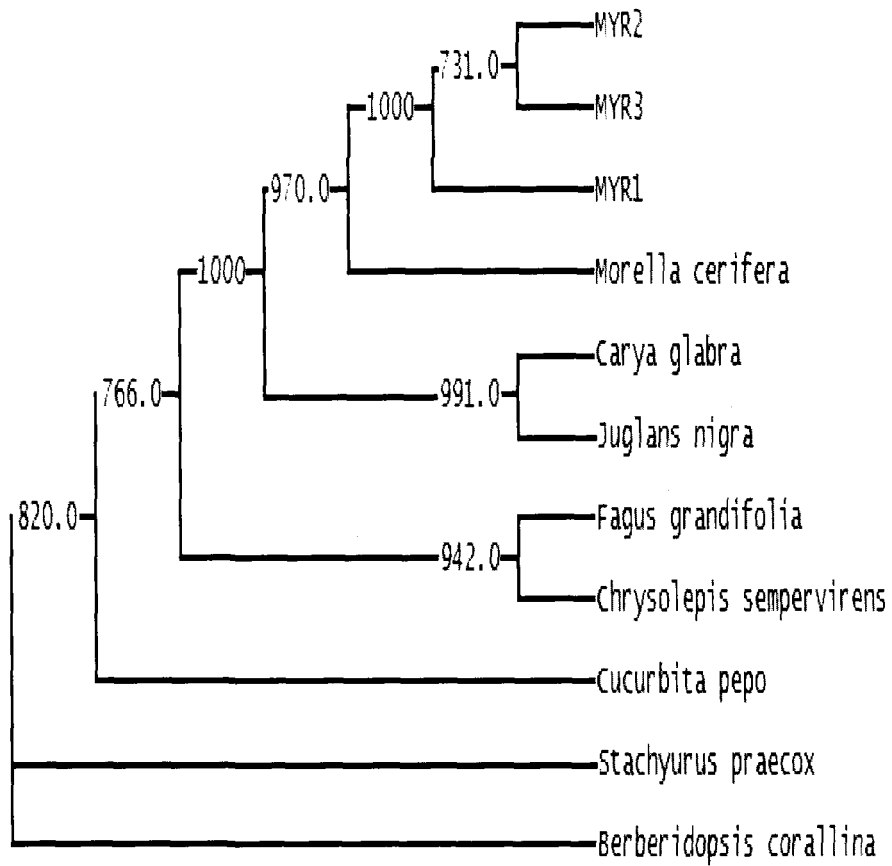 MYR2
731.0
MYR3
1000
MYR1
970.0
Morella cerifera
1000
Carya glabra
766.0
991.0
Juglans nigra
820.0
Fagus grandifolia
942.0
Chrysolepis sempervirens
Cucurbita pepo
Stachyurus praecox
Berberidopsis corallina